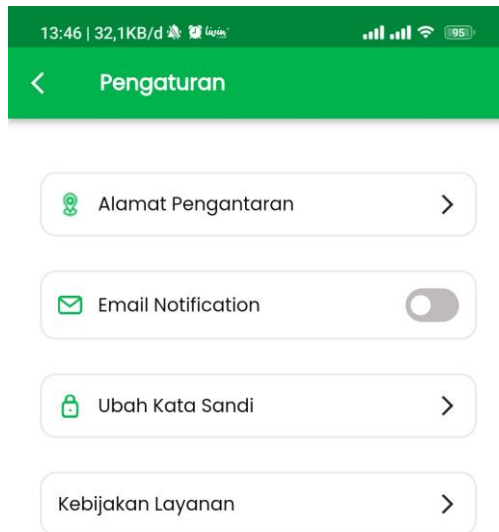 13:46 | 32,1KB/d
95
Pengaturan
Alamat Pengantaran
Email Notification
Ubah Kata Sandi
Kebijakan Layanan